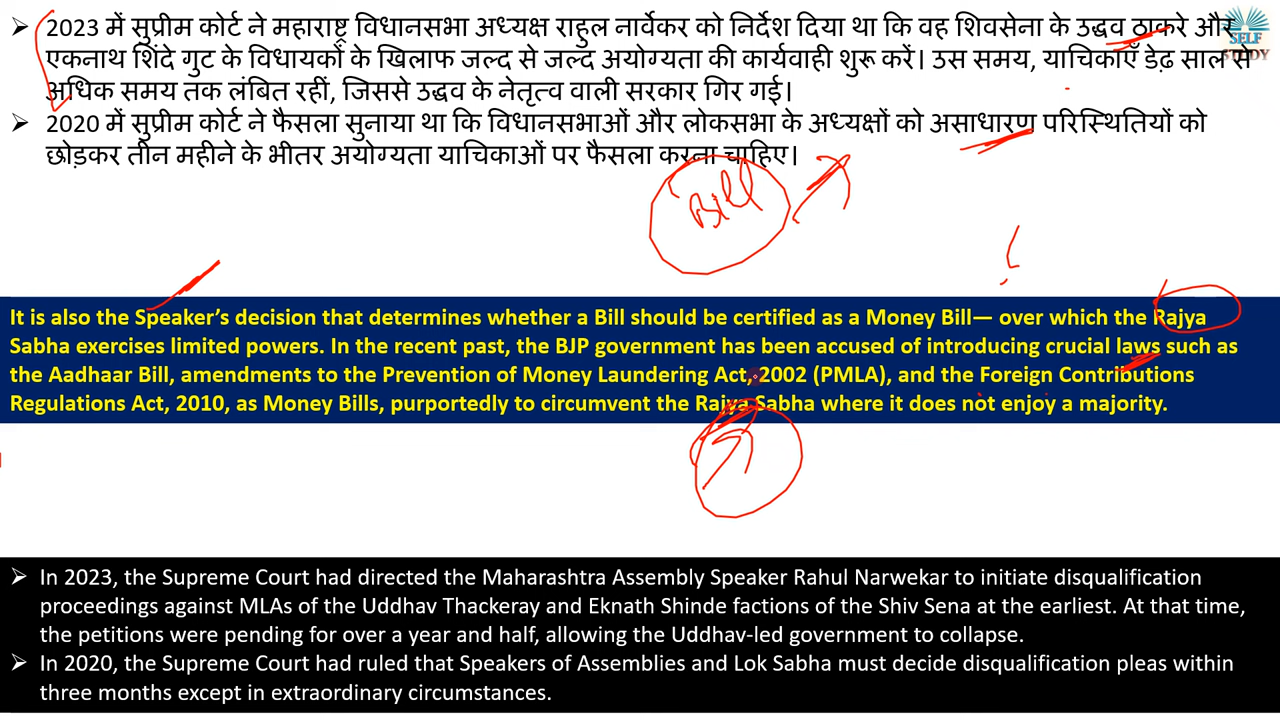 ➤ 2023 में सुप्रीम कोर्ट ने महाराष्ट्र विधानसभा अध्यक्ष राहुल नार्वेकर को निर्देश दिया था कि वह शिवसेना के उद्धव ठाकरे और
एकनाथ शिंदे गुट के विधायकों के खिलाफ जल्द से जल्द अयोग्यता की कार्यवाही शुरू करें। उस समय, याचिकाएँ डेढ़ साल से
अधिक समय तक लंबित रहीं, जिससे उद्धव के नेतृत्व वाली सरकार गिर गई।
SELF
STUDY
➤ 2020 में सुप्रीम कोर्ट ने फैसला सुनाया था कि विधानसभाओं और लोकसभा के अध्यक्षों को असाधारण परिस्थितियों को
छोड़कर तीन महीने के भीतर अयोग्यता याचिकाओं पर फैसला करना चाहिए।
Bill
It is also the Speaker’s decision that determines whether a Bill should be certified as a Money Bill— over which the Rajya
Sabha exercises limited powers. In the recent past, the BJP government has been accused of introducing crucial laws such as
the Aadhaar Bill, amendments to the Prevention of Money Laundering Act, 2002 (PMLA), and the Foreign Contributions
Regulations Act, 2010, as Money Bills, purportedly to circumvent the Rajya Sabha where it does not enjoy a majority.
➤ In 2023, the Supreme Court had directed the Maharashtra Assembly Speaker Rahul Narwekar to initiate disqualification
proceedings against MLAs of the Uddhav Thackeray and Eknath Shinde factions of the Shiv Sena at the earliest. At that time,
the petitions were pending for over a year and half, allowing the Uddhav-led government to collapse.
➤ In 2020, the Supreme Court had ruled that Speakers of Assemblies and Lok Sabha must decide disqualification pleas within
three months except in extraordinary circumstances.